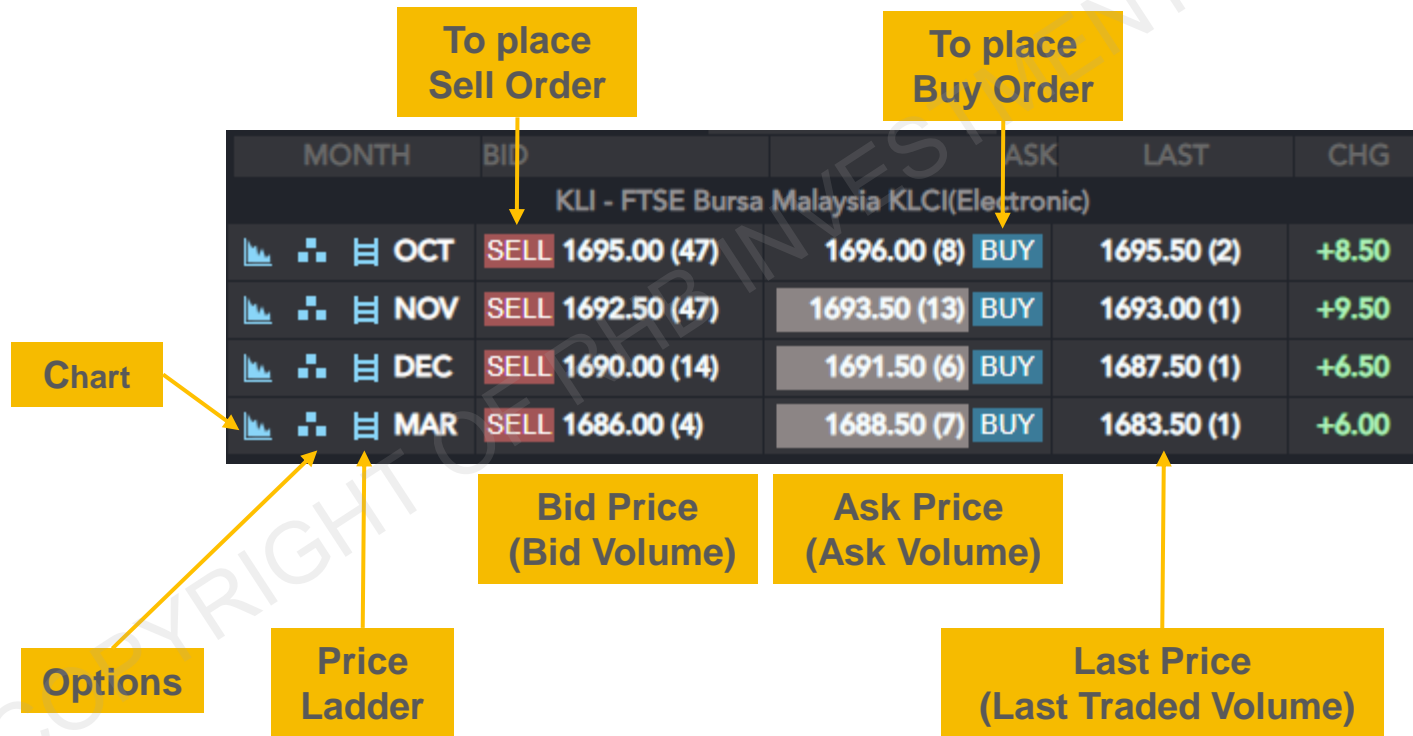 To place
Sell Order
To place
Buy Order
MONTH BID ASK LAST CHG
KLI - FTSE Bursa Malaysia KLCI(Electronic)
OCT SELL 1695.00 (47) 1696.00 (8) BUY 1695.50 (2) +8.50
NOV SELL 1692.50 (47) 1693.50 (13) BUY 1693.00 (1) +9.50
DEC SELL 1690.00 (14) 1691.50 (6) BUY 1687.50 (1) +6.50
MAR SELL 1686.00 (4) 1688.50 (7) BUY 1683.50 (1) +6.00
Chart
Bid Price
(Bid Volume)
Ask Price
(Ask Volume)
Options
Price
Ladder
Last Price
(Last Traded Volume)
COPYRIGHT OF RHB INVESTMENT